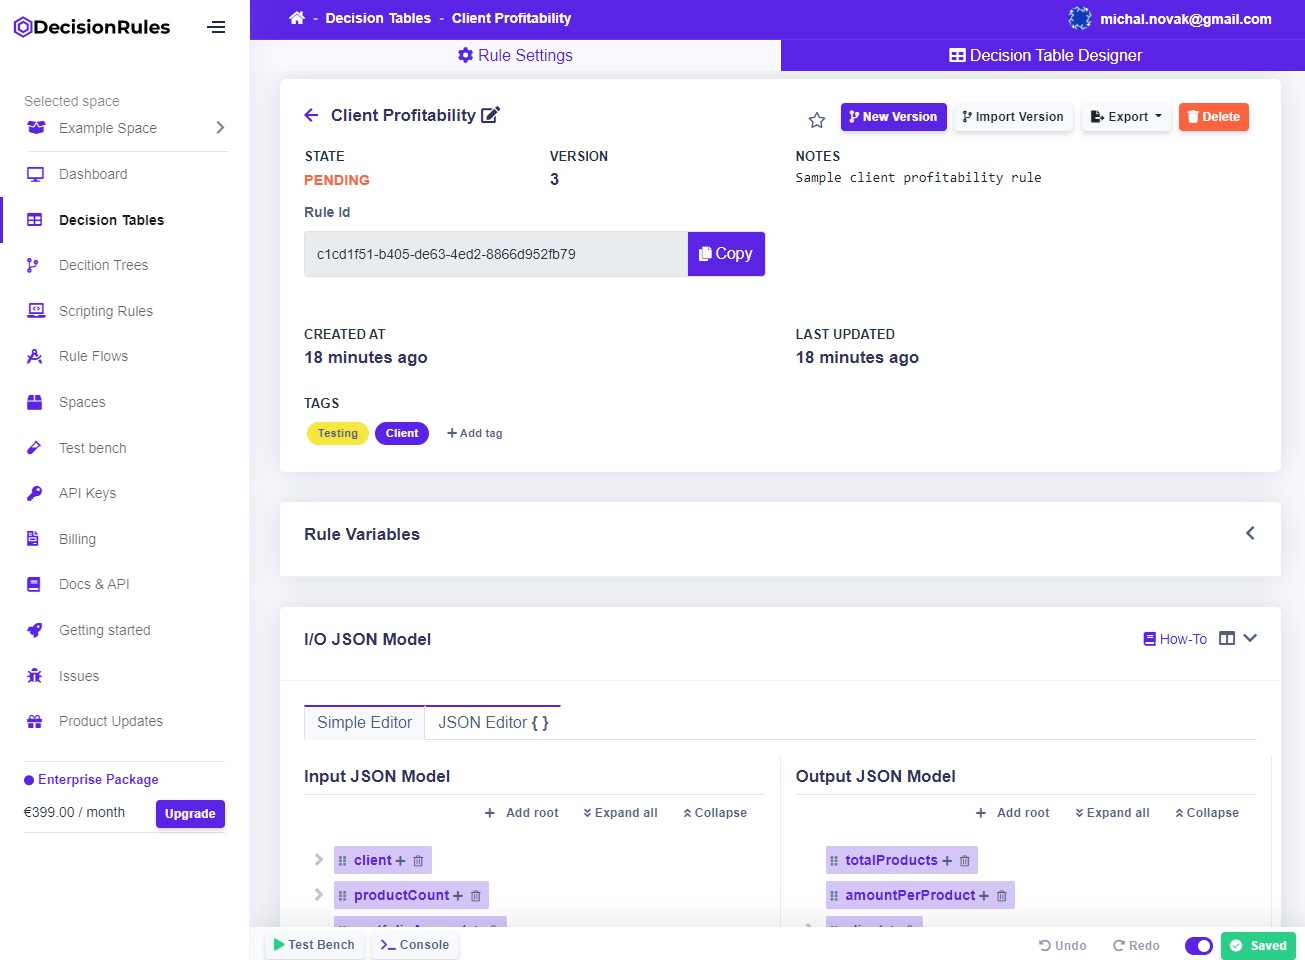 DecisionRules
- Decision Tables - Client Profitability
michal.novak@gmail.com
Rule Settings
Decision Table Designer
Selected space
Example Space
Dashboard
Decision Tables
Decition Trees
Scripting Rules
Rule Flows
Spaces
Test bench
API Keys
Billing
Docs & API
Getting started
Issues
Product Updates
Enterprise Package
€399.00 / month
Upgrade
Client Profitability
New Version
Import Version
Export
Delete
STATE
PENDING
VERSION
3
NOTES
Sample client profitability rule
Rule Id
c1cd1f51-b405-de63-4ed2-8866d952fb79
Copy
CREATED AT
18 minutes ago
LAST UPDATED
18 minutes ago
TAGS
Testing
Client
+ Add tag
Rule Variables
I/O JSON Model
How-To
Simple Editor
JSON Editor { }
Input JSON Model
+ Add root
Expand all
Collapse
client +
productCount +
Output JSON Model
+ Add root
Expand all
Collapse
totalProducts +
amountPerProduct +
Test Bench
Console
Undo
Redo
Saved